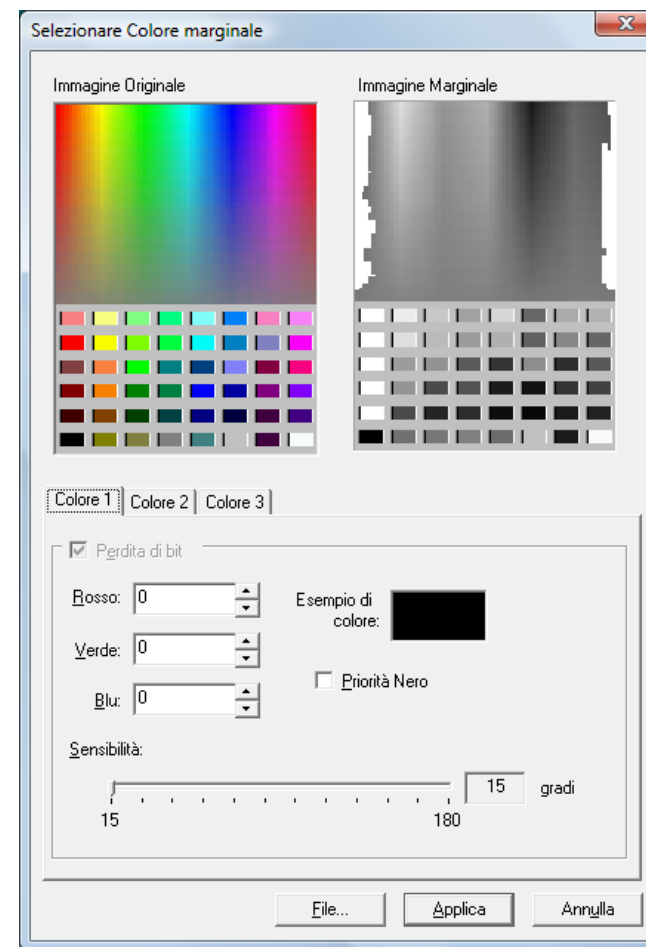 Selezionare Colore marginale
Immagine Originale
Immagine Marginale
Colore 1
Colore 2
Colore 3
Perdita di bit
Rosso: 0
Esempio di colore:
Verde: 0
Priorità Nero
Blu: 0
Sensibilità:
15 gradi
15
180
File...
Applica
Annulla